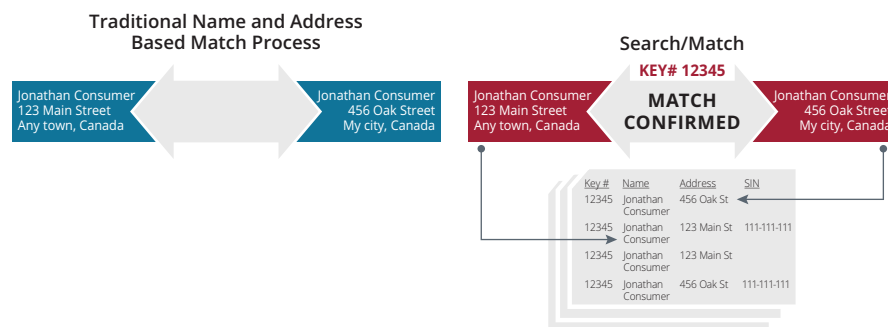 Traditional Name and Address
Based Match Process
Jonathan Consumer
123 Main Street
Any town, Canada
Jonathan Consumer
456 Oak Street
My city, Canada
Search/Match
KEY# 12345
Jonathan Consumer
123 Main Street
Any town, Canada
MATCH
CONFIRMED
Jonathan Consumer
456 Oak Street
My city, Canada
Key # Name Address SIN
12345 Jonathan 456 Oak St
Consumer
12345 Jonathan 123 Main St 111-111-111
Consumer
12345 Jonathan 123 Main St
Consumer
12345 Jonathan 456 Oak St 111-111-111
Consumer